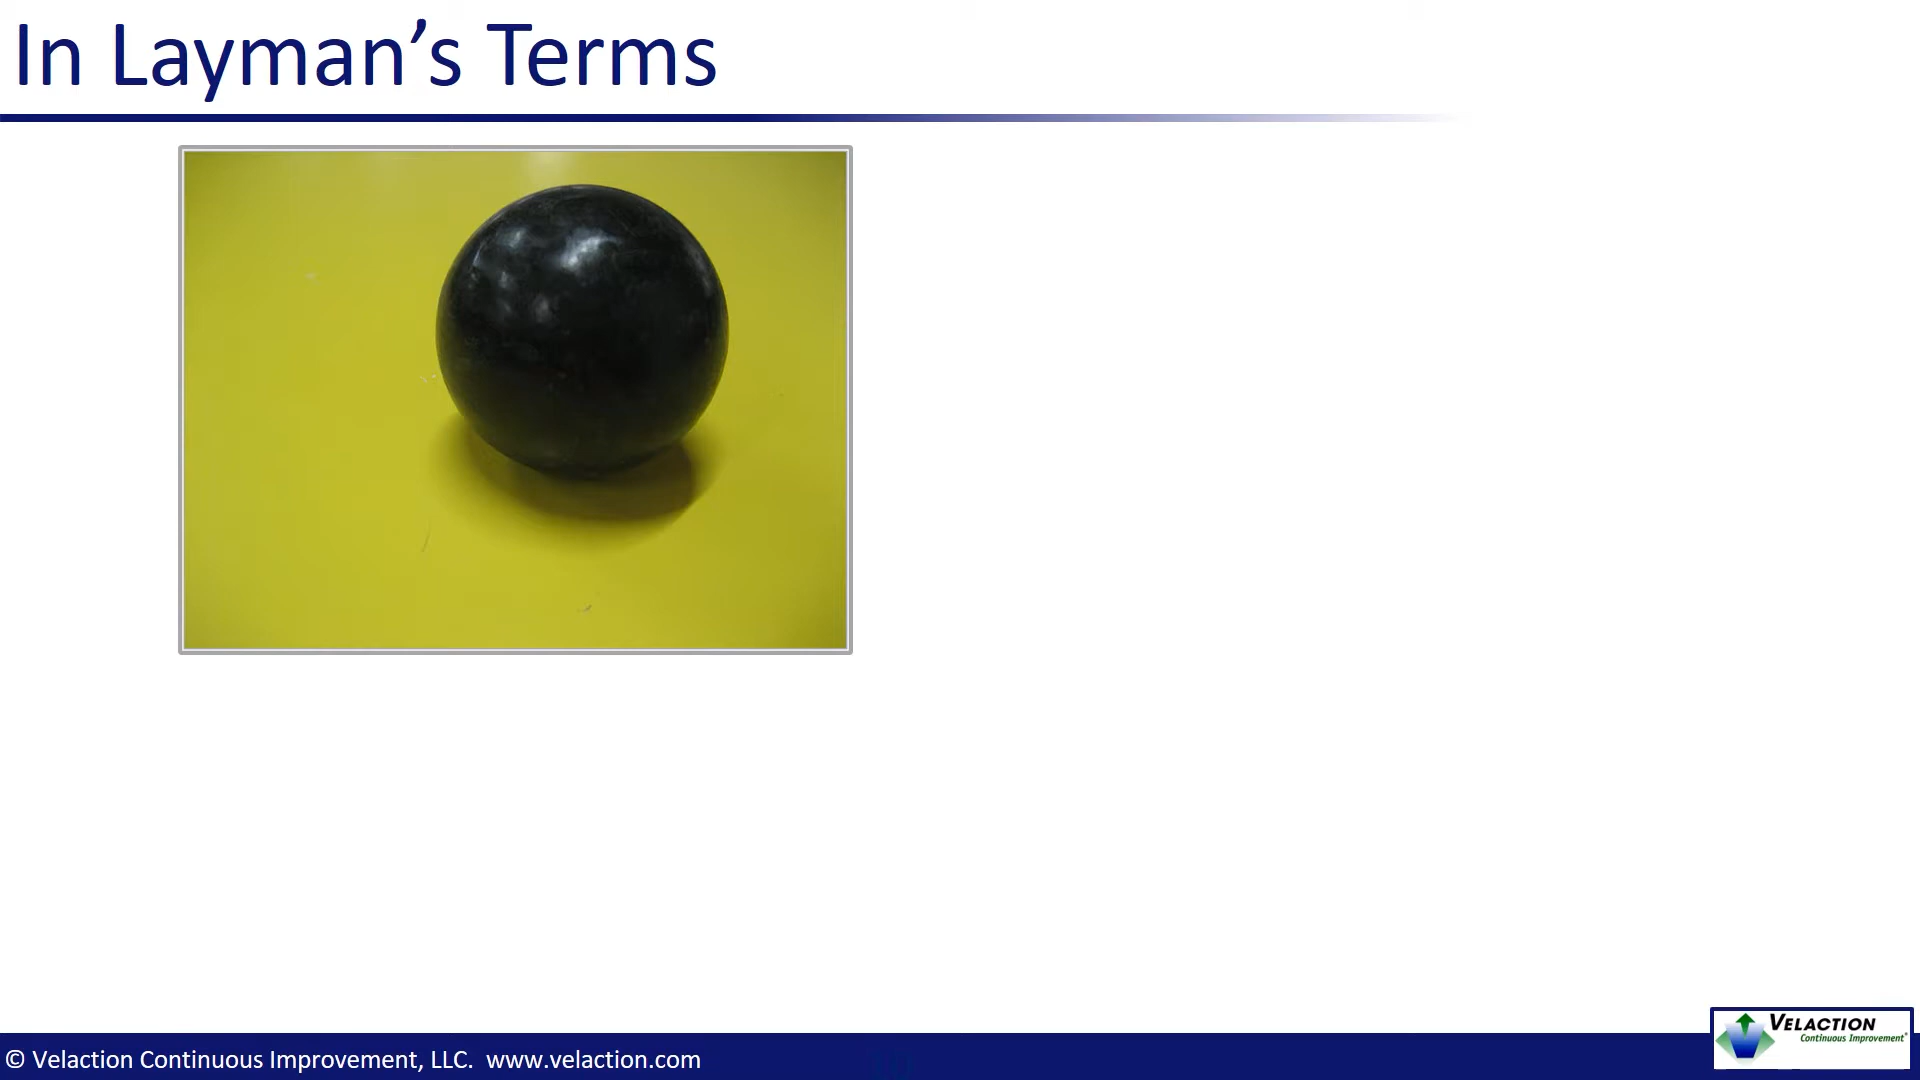 In Layman’s Terms
© Velaction Continuous Improvement, LLC.  www.velaction.com
VELACTION
Continuous Improvement